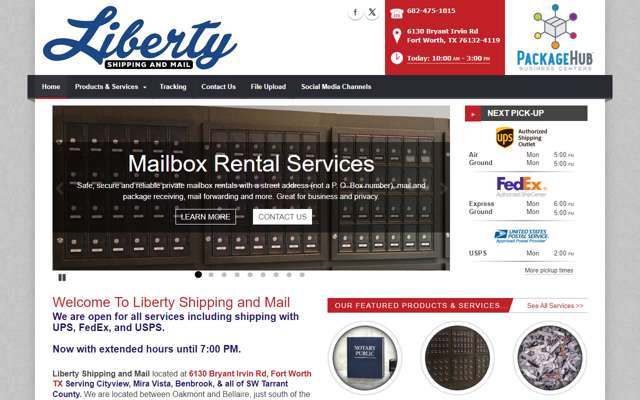 Liberty
SHIPPING AND MAIL
682-475-1015
6130 Bryant Irvin Rd
Fort Worth, TX 76132-4119
Today: 10:00 AM - 3:00 PM
PACKAGEHUB
BUSINESS CENTERS
Home
Products & Services
Tracking
Contact Us
File Upload
Social Media Channels
Mailbox Rental Services
Safe, secure and reliable private mailbox rentals with a street address (not a P. O. Box number), mail and
package receiving, mail forwarding and more. Great for business and privacy.
LEARN MORE
CONTACT US
NEXT PICK-UP
ups
Authorized
Shipping
Outlet
Air Mon 5:00 PM
Ground Mon 5:00 PM
FedEx
Authorized ShipCenter
Express Mon 6:00 PM
Ground Mon 5:00 PM
UNITED STATES
POSTAL SERVICE
Approved Postal Provider
USPS Mon 2:00 PM
More pickup times
Welcome To Liberty Shipping and Mail
We are open for all services including shipping with
UPS, FedEx, and USPS.
Now with extended hours until 7:00 PM.
Liberty Shipping and Mail located at 6130 Bryant Irvin Rd, Fort Worth
TX Serving Cityview, Mira Vista, Benbrook, & all of SW Tarrant
County. We are located between Oakmont and Bellaire, just south of the
OUR FEATURED PRODUCTS & SERVICES...
See All Services >>
NOTARY
PUBLIC